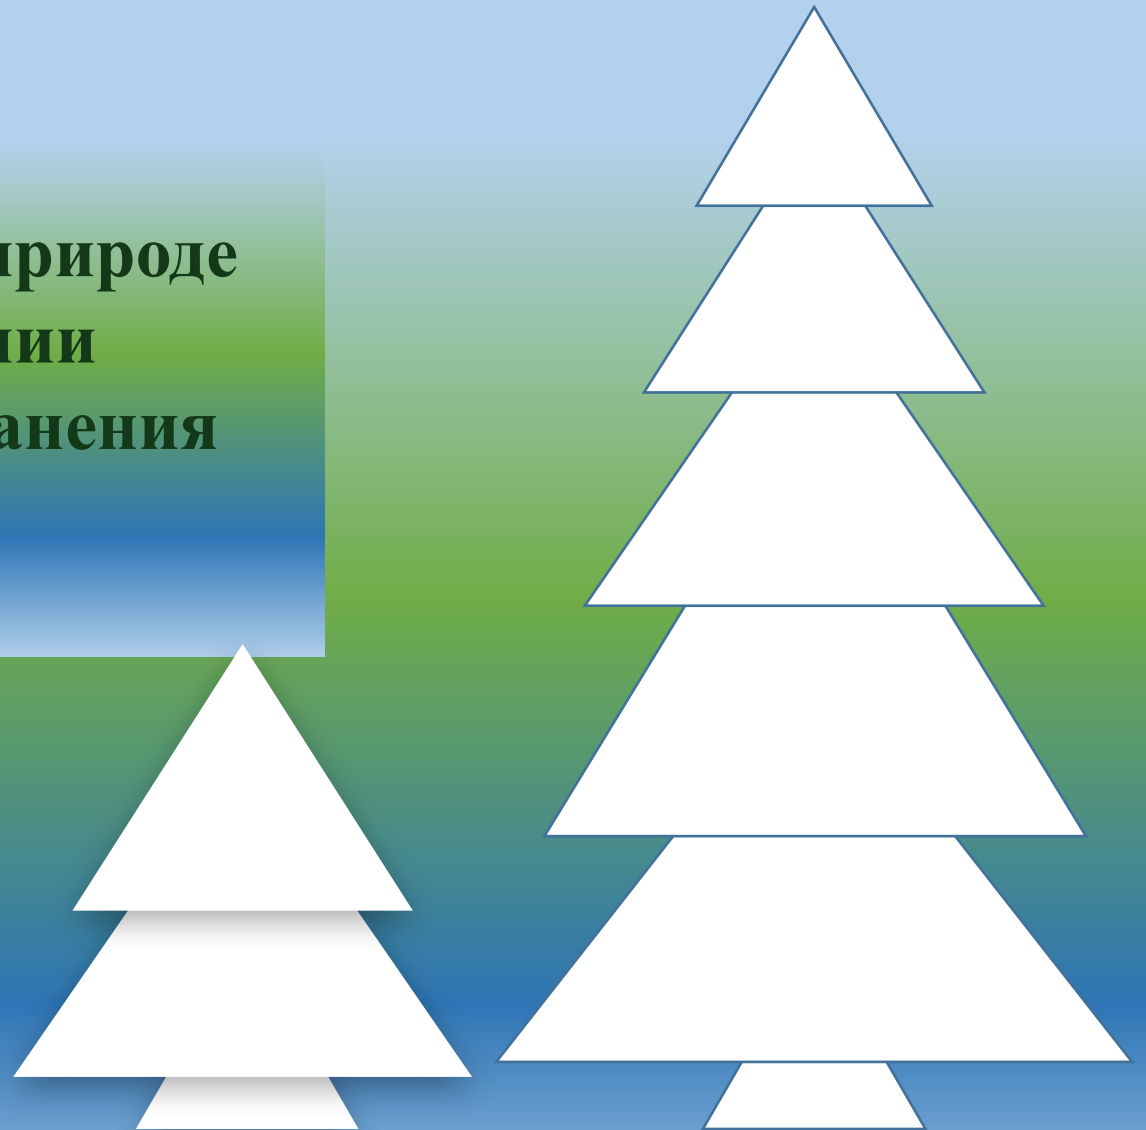 природе
нии
анения